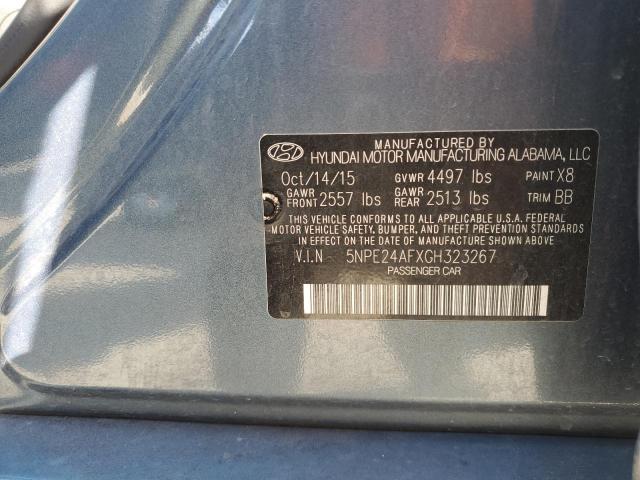 MANUFACTURED BY
HYUNDAI MOTOR MANUFACTURING ALABAMA, LLC
Oct/14/15 GVWR 4497 lbs PAINT X8
GAWR FRONT 2557 lbs GAWR REAR 2513 lbs TRIM BB
THIS VEHICLE CONFORMS TO ALL APPLICABLE U.S.A. FEDERAL
MOTOR VEHICLE SAFETY, BUMPER, AND THEFT PREVENTION STANDARDS
IN EFFECT ON THE DATE OF MANUFACTURE SHOWN ABOVE.
V.I.N 5NPE24AFXGH323267
PASSENGER CAR